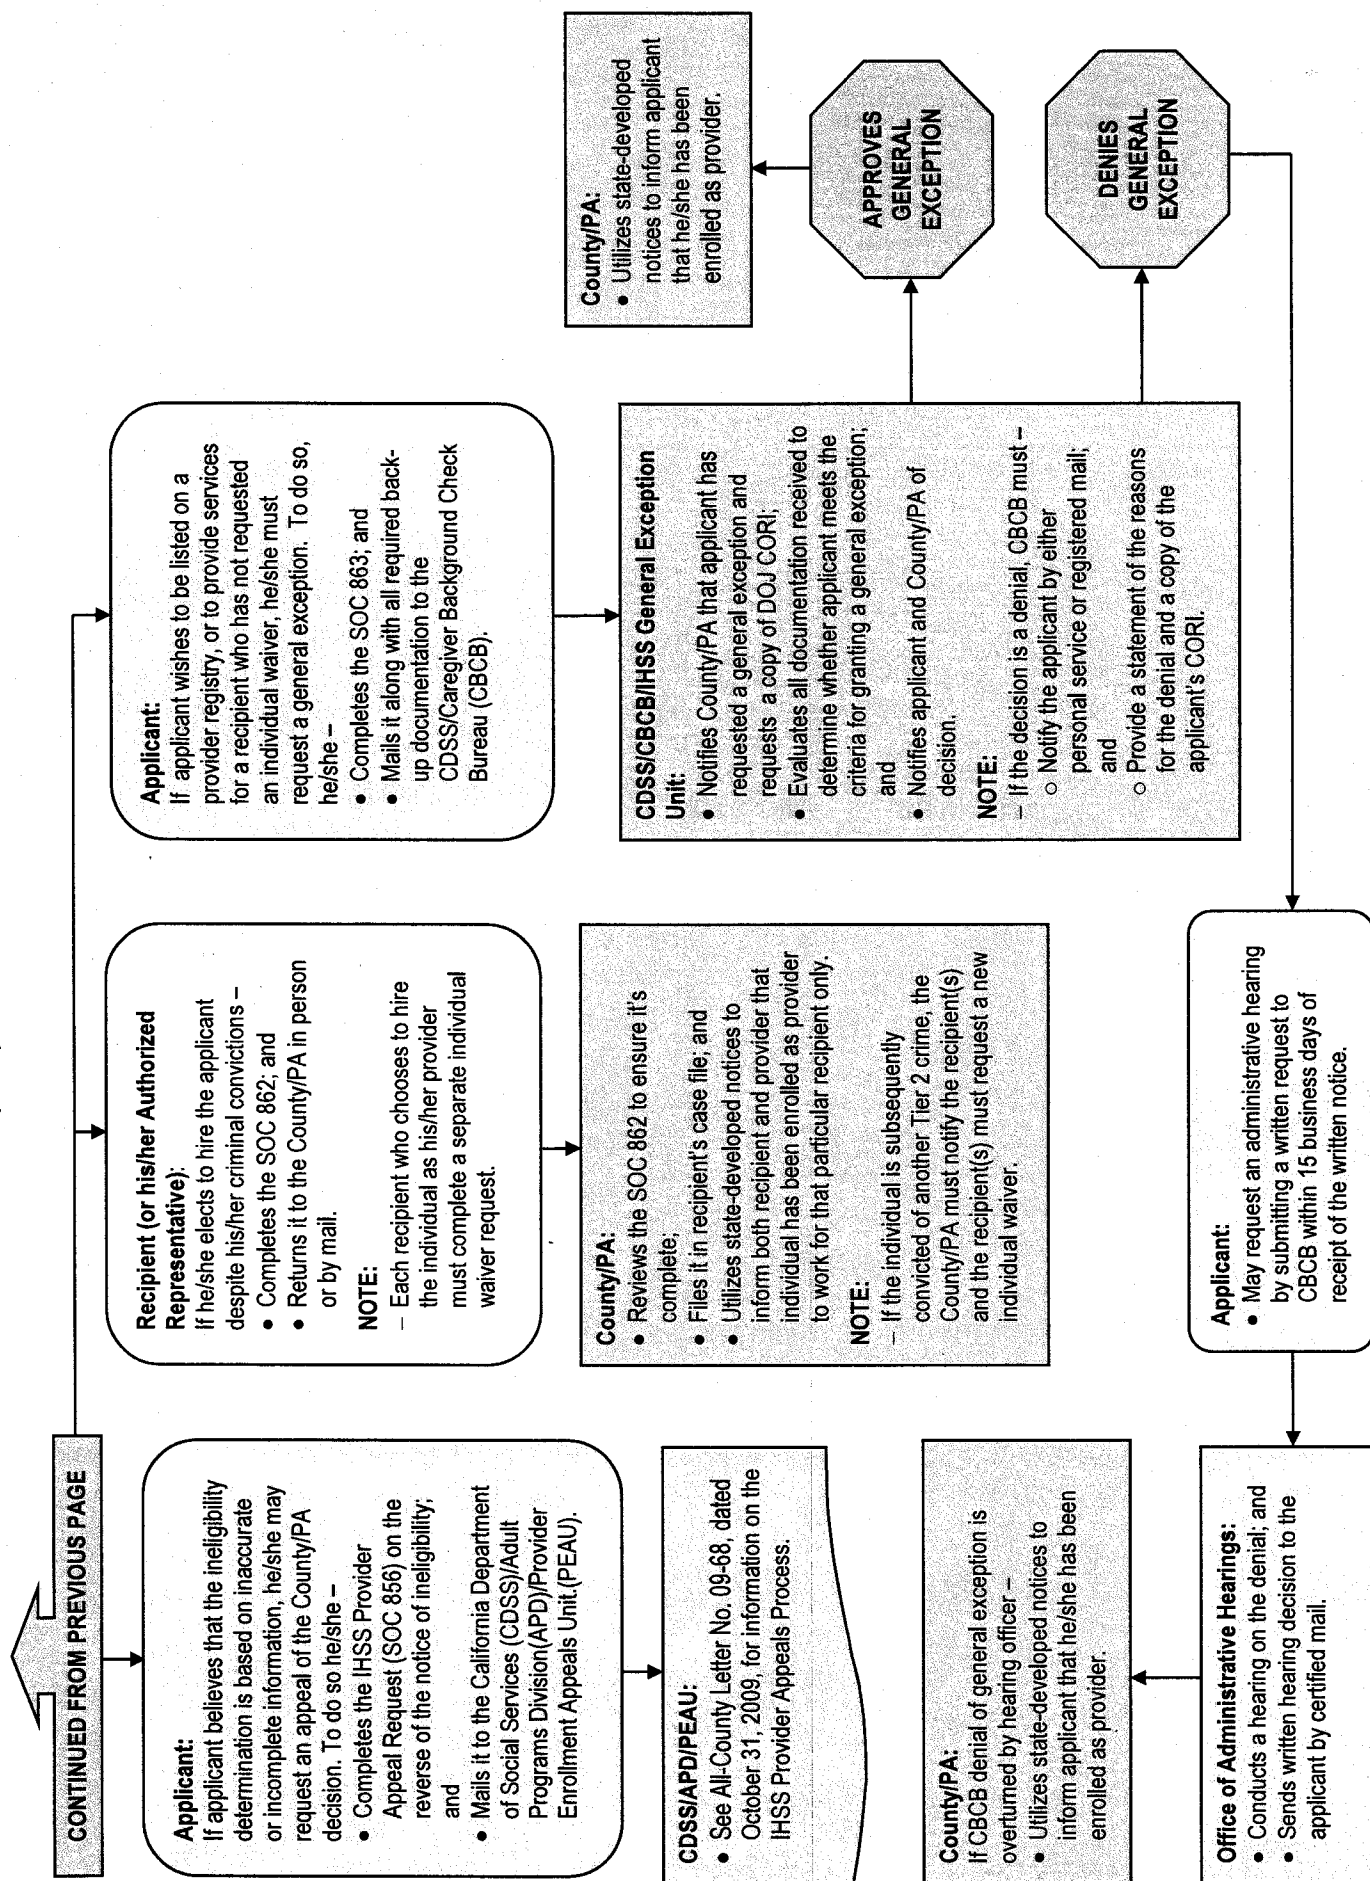 CONTINUED FROM PREVIOUS PAGE
Applicant:
If applicant believes that the ineligibility
determination is based on inaccurate
or incomplete information, he/she may
request an appeal of the County/PA
decision. To do so he/she –
• Completes the IHSS Provider
Appeal Request (SOC 856) on the
reverse of the notice of ineligibility;
and
• Mails it to the California Department
of Social Services (CDSS)/Adult
Programs Division(APD)/Provider
Enrollment Appeals Unit.(PEAU).
CDSS/APD/PEAU:
• See All-County Letter No. 09-68, dated
October 31, 2009, for information on the
IHSS Provider Appeals Process.
Recipient (or his/her Authorized
Representative):
If he/she elects to hire the applicant
despite his/her criminal convictions –
• Completes the SOC 862; and
• Returns it to the County/PA in person
or by mail.
NOTE:
– Each recipient who chooses to hire
the individual as his/her provider
must complete a separate individual
waiver request.
County/PA:
• Reviews the SOC 862 to ensure it's
complete;
• Files it in recipient's case file; and
• Utilizes state-developed notices to
inform both recipient and provider that
individual has been enrolled as provider
to work for that particular recipient only.
NOTE:
– If the individual is subsequently
convicted of another Tier 2 crime, the
County/PA must notify the recipient(s)
and the recipient(s) must request a new
individual waiver.
Applicant:
If applicant wishes to be listed on a
provider registry, or to provide services
for a recipient who has not requested
an individual waiver, he/she must
request a general exception. To do so,
he/she –
• Completes the SOC 863; and
• Mails it along with all required back-
up documentation to the
CDSS/Caregiver Background Check
Bureau (CBCB).
CDSS/CBCB/IHSS General Exception
Unit:
• Notifies County/PA that applicant has
requested a general exception and
requests a copy of DOJ CORI;
• Evaluates all documentation received to
determine whether applicant meets the
criteria for granting a general exception;
and
• Notifies applicant and County/PA of
decision.
NOTE:
– If the decision is a denial, CBCB must –
○ Notify the applicant by either
personal service or registered mail;
and
○ Provide a statement of the reasons
for the denial and a copy of the
applicant's CORI.
APPROVES
GENERAL
EXCEPTION
County/PA:
• Utilizes state-developed
notices to inform applicant
that he/she has been
enrolled as provider.
DENIES
GENERAL
EXCEPTION
Applicant:
• May request an administrative hearing
by submitting a written request to
CBCB within 15 business days of
receipt of the written notice.
Office of Administrative Hearings:
• Conducts a hearing on the denial; and
• Sends written hearing decision to the
applicant by certified mail.
County/PA:
If CBCB denial of general exception is
overturned by hearing officer –
• Utilizes state-developed notices to
inform applicant that he/she has been
enrolled as provider.